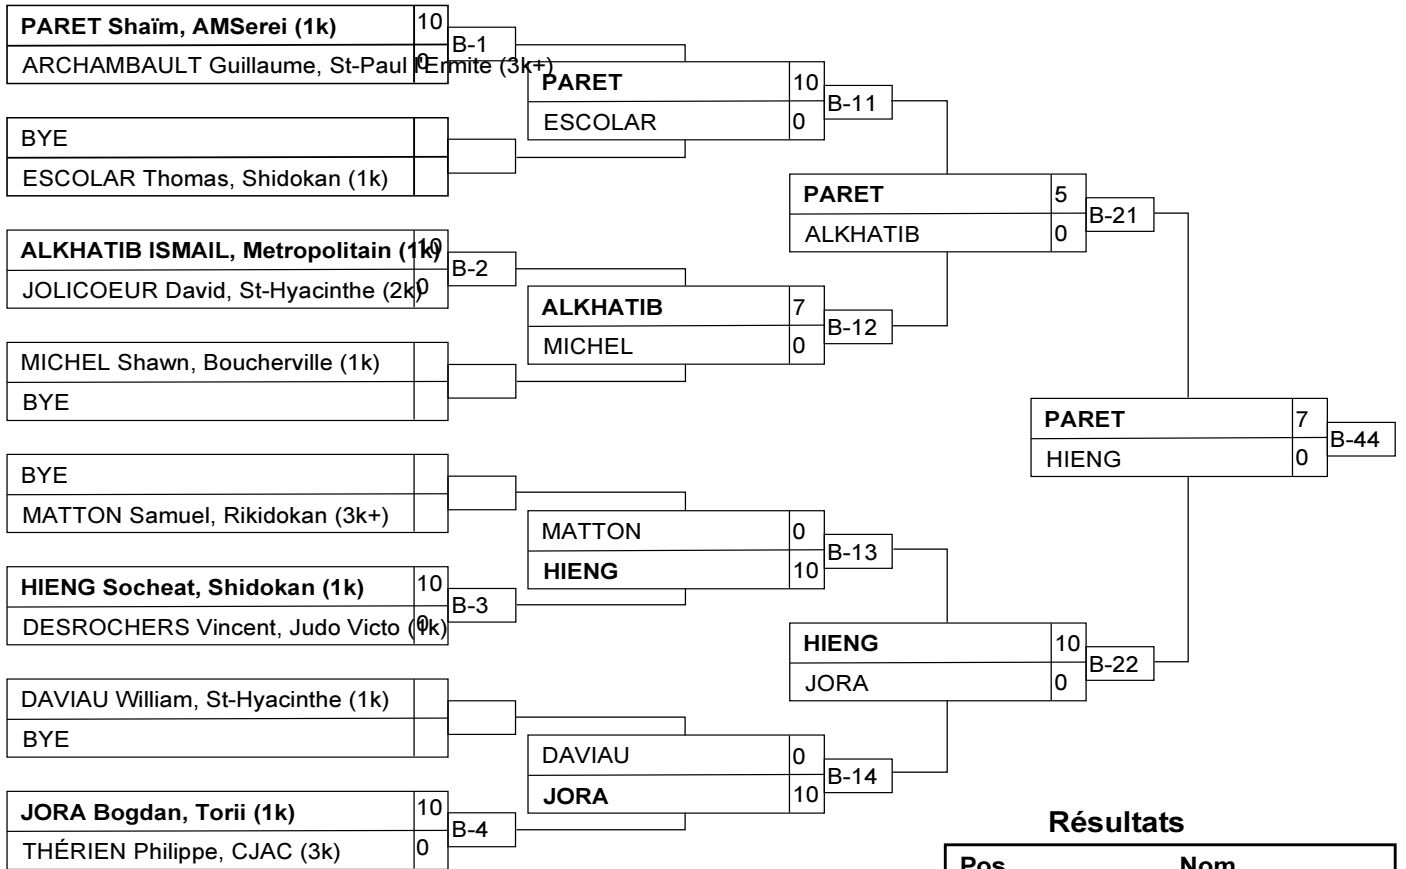 PARET Shaïm, AMSerei (1k) 10
ARCHAMBAULT Guillaume, St-Paul l'Ermite (3k+) 0
B-1
BYE
ESCOLAR Thomas, Shidokan (1k)
ALKHATIB ISMAIL, Metropolitain (1k) 10
JOLICOEUR David, St-Hyacinthe (2k) 0
B-2
MICHEL Shawn, Boucherville (1k)
BYE
BYE
MATTON Samuel, Rikidokan (3k+)
HIENG Socheat, Shidokan (1k) 10
DESROCHERS Vincent, Judo Victo (1k) 0
B-3
DAVIAU William, St-Hyacinthe (1k)
BYE
JORA Bogdan, Torii (1k) 10
THÉRIEN Philippe, CJAC (3k) 0
B-4
PARET 10
ESCOLAR 0
B-11
ALKHATIB 7
MICHEL 0
B-12
MATTON 0
HIENG 10
B-13
DAVIAU 0
JORA 10
B-14
PARET 5
ALKHATIB 0
B-21
HIENG 10
JORA 0
B-22
PARET 7
HIENG 0
B-44
Résultats
Pos Nom